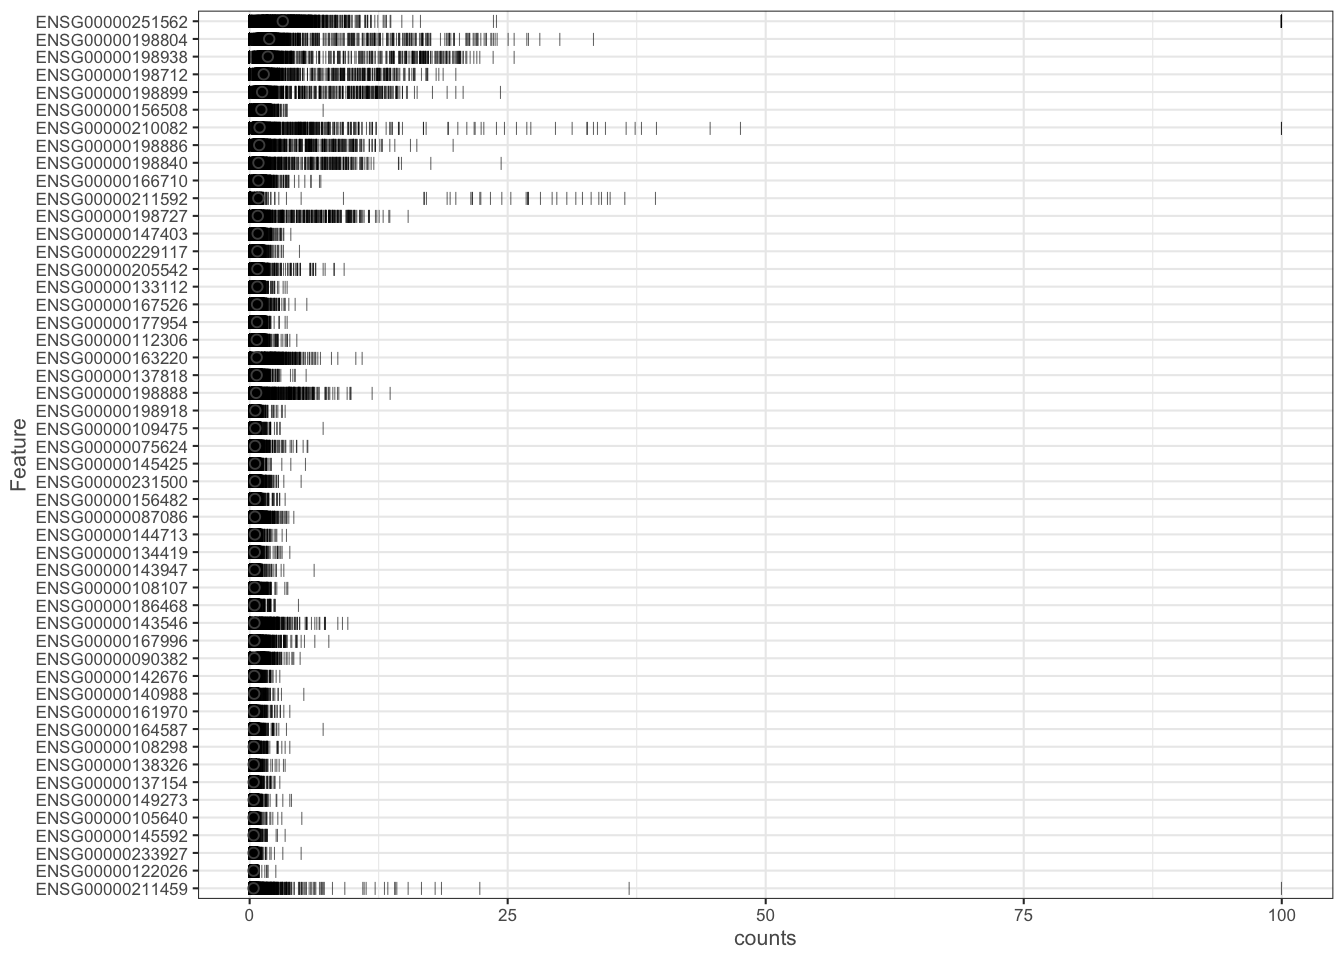 ENSG00000251562
ENSG00000198804
ENSG00000198938
ENSG00000198712
ENSG00000198899
ENSG00000156508
ENSG00000210082
ENSG00000198886
ENSG00000198840
ENSG00000166710
ENSG00000211592
ENSG00000198727
ENSG00000147403
ENSG00000229117
ENSG00000205542
ENSG00000133112
ENSG00000167526
ENSG00000177954
ENSG00000112306
ENSG00000163220
ENSG00000137818
ENSG00000198888
ENSG00000198918
ENSG00000109475
ENSG00000075624
ENSG00000145425
ENSG00000231500
ENSG00000156482
ENSG00000087086
ENSG00000144713
ENSG00000134419
ENSG00000143947
ENSG00000108107
ENSG00000186468
ENSG00000143546
ENSG00000167996
ENSG00000090382
ENSG00000142676
ENSG00000140988
ENSG00000161970
ENSG00000164587
ENSG00000108298
ENSG00000138326
ENSG00000137154
ENSG00000149273
ENSG00000105640
ENSG00000145592
ENSG00000233927
ENSG00000122026
ENSG00000211459
Feature
0 25 50 75 100
counts